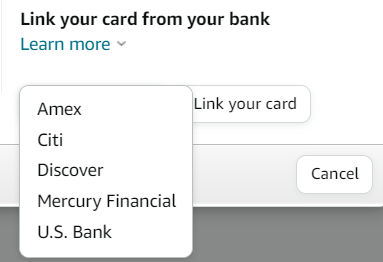 Link your card from your bank
Learn more
Amex
Link your card
Citi
Discover
Cancel
Mercury Financial
U.S. Bank